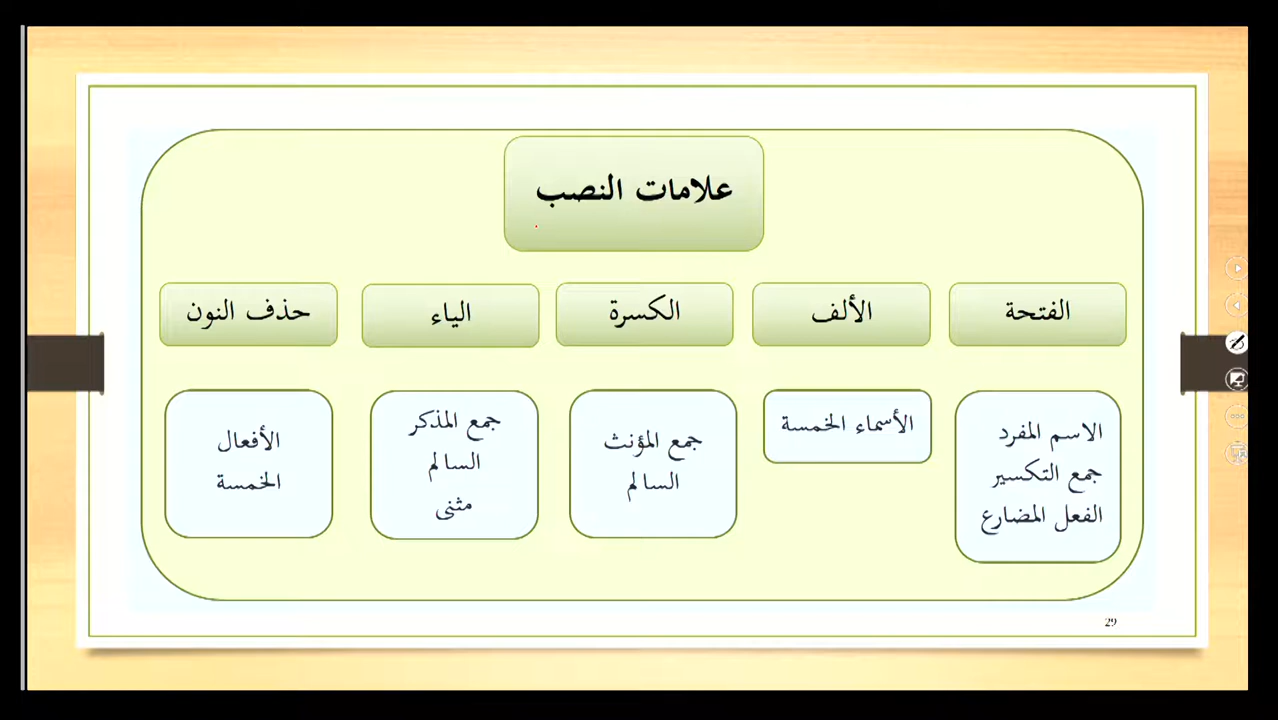 علامات النصب
الفتحة
الألف
الكسرة
الياء
حذف النون
الاسم المفرد
جمع التكسير
الفعل المضارع
الأسماء الخمسة
جمع المؤنث
السالم
جمع المذكر
السالم
مثنى
الأفعال
الخمسة
29